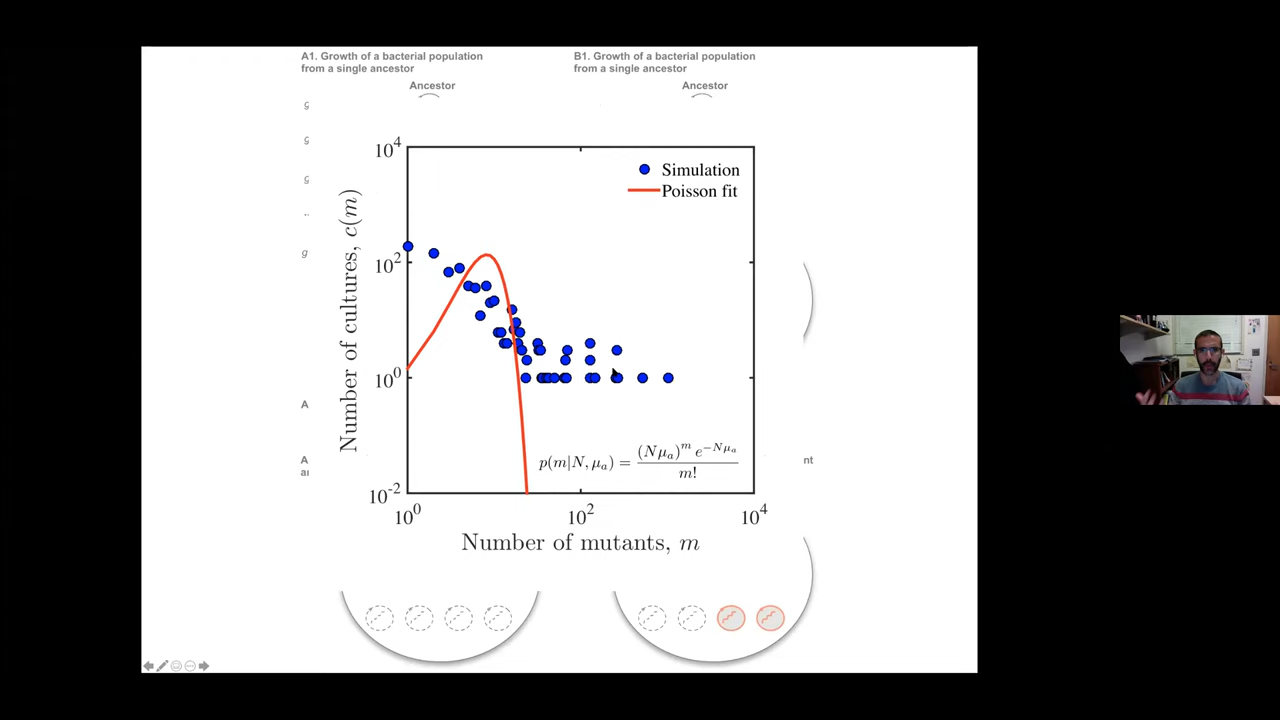 A1. Growth of a bacterial population
from a single ancestor
Ancestor
B1. Growth of a bacterial population
from a single ancestor
Ancestor
g
Number of cultures, c(m)
10^4
10^2
10^0
10^-2
Simulation
Poisson fit
p(m|N, μ_a) = (Nμ_a)^m e^{-Nμ_a} / m!
10^0
10^2
10^4
Number of mutants, m
A